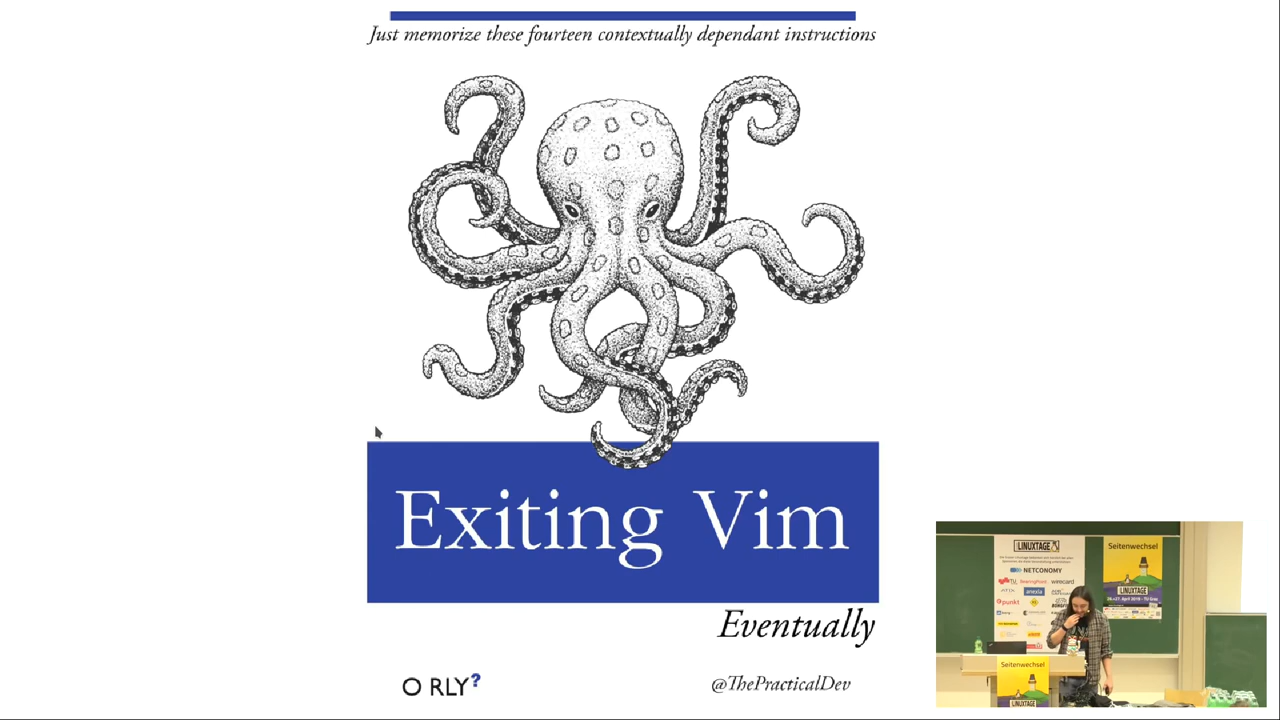 Just memorize these fourteen contextually dependant instructions
Exiting Vim
Eventually
O RLY?
@ThePracticalDev
LINUXTAGE
NETCONOMY
Seitenwechsel
LINUXTAGE
Seitenwechsel
LINUXTAGE